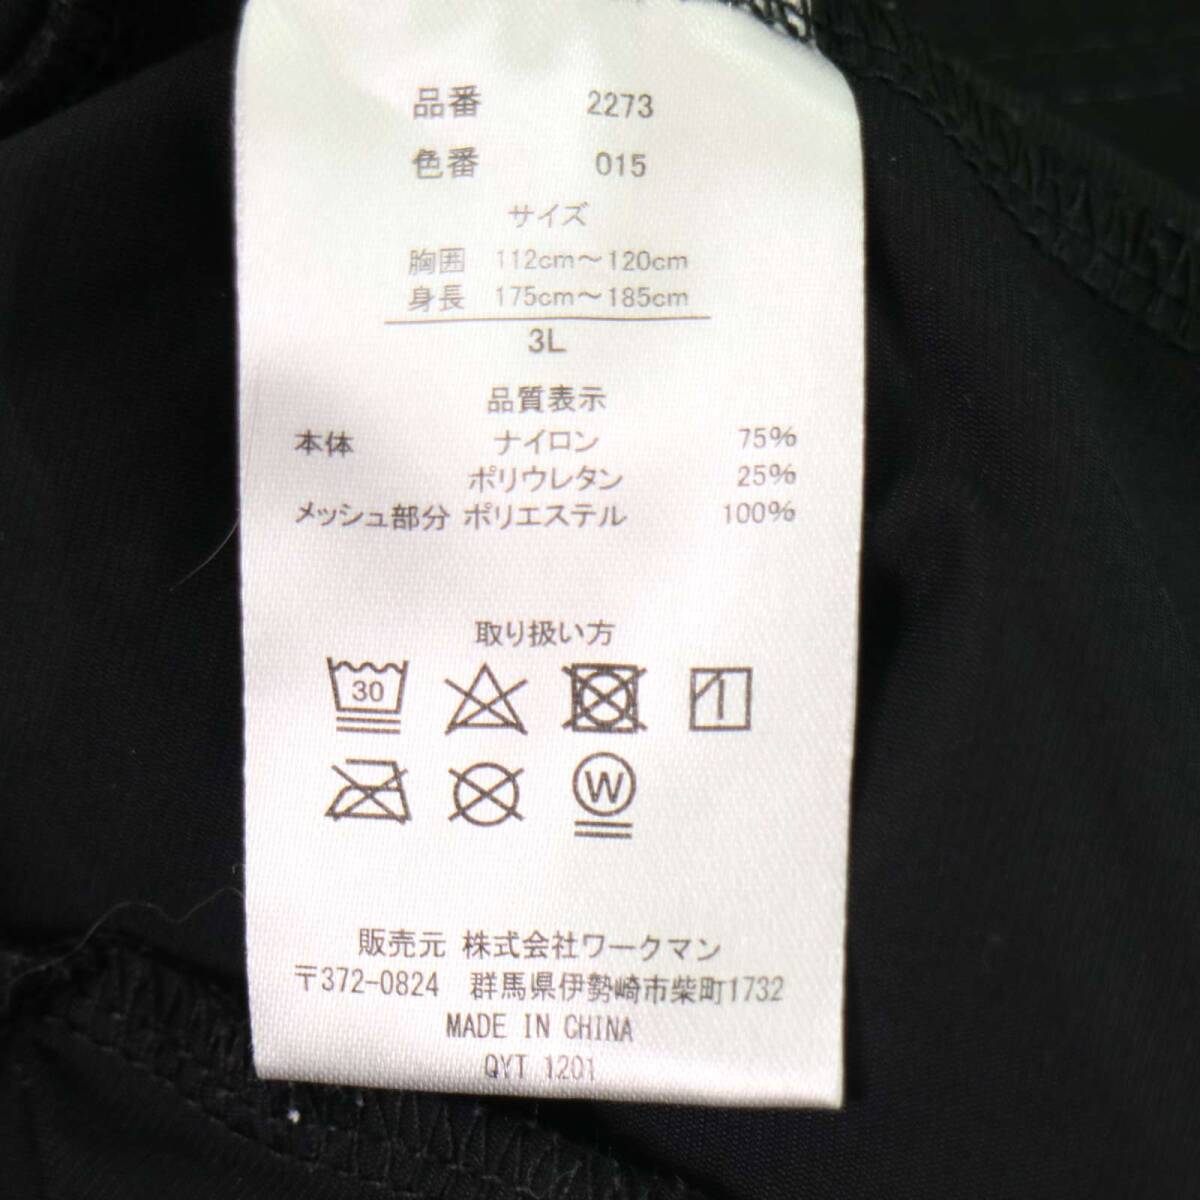 品番 2273
色番 015
サイズ
胸囲 112cm～120cm
身長 175cm～185cm
3L
品質表示
本体 ナイロン 75%
ポリウレタン 25%
メッシュ部分 ポリエステル 100%
取り扱い方
30
W
販売元 株式会社ワークマン
〒372-0824 群馬県伊勢崎市柴町1732
MADE IN CHINA
QYT 1201